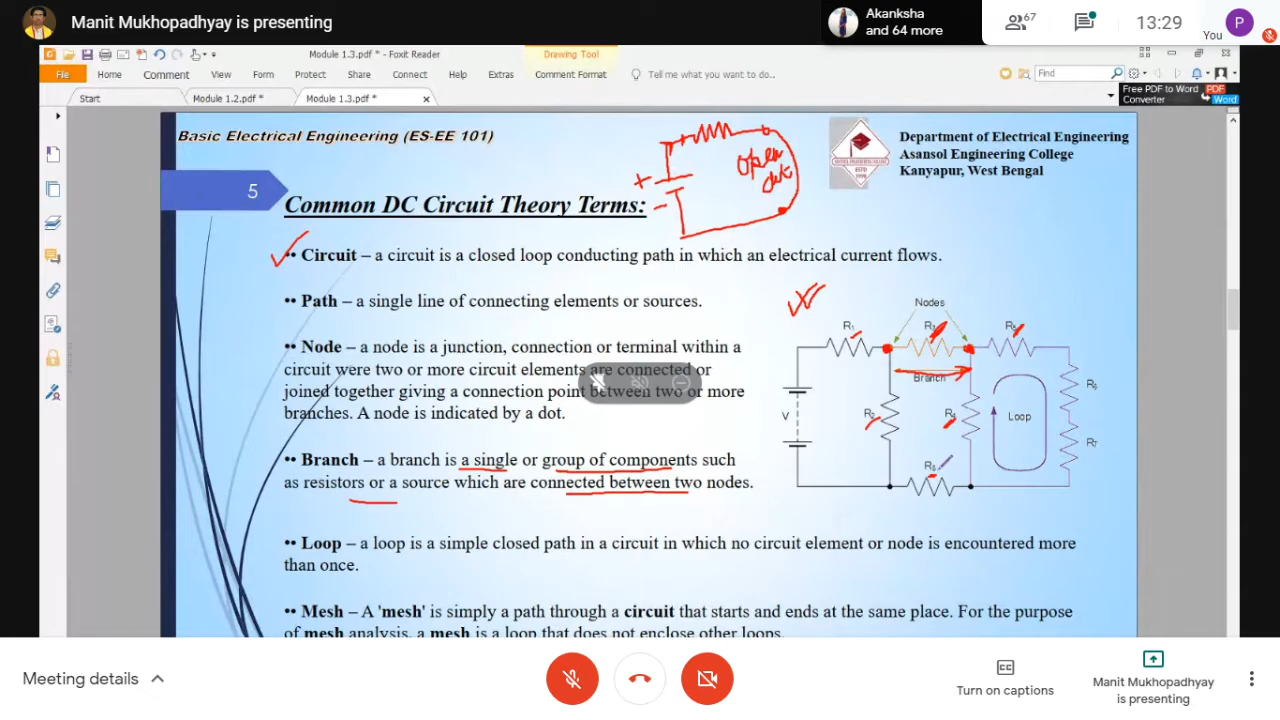 Manit Mukhopadhyay is presenting
Akanksha
and 64 more
67
13:29
You
P
Module 1.3.pdf * - Foxit Reader
Drawing Tool
File
Home
Comment
View
Form
Protect
Share
Connect
Help
Extras
Comment Format
Tell me what you want to do..
Find
Start
Module 1.2.pdf *
Module 1.3.pdf *
Free PDF to Word
Converter
PDF
Word
Basic Electrical Engineering (ES-EE 101)
Department of Electrical Engineering
Asansol Engineering College
Kanyapur, West Bengal
5
Common DC Circuit Theory Terms:
+
-
open
•• Circuit – a circuit is a closed loop conducting path in which an electrical current flows.
•• Path – a single line of connecting elements or sources.
•• Node – a node is a junction, connection or terminal within a
circuit were two or more circuit elements are connected or
joined together giving a connection point between two or more
branches. A node is indicated by a dot.
•• Branch – a branch is a single or group of components such
as resistors or a source which are connected between two nodes.
Nodes
R1
Branch
R2
R4
Loop
V
R6
R7
•• Loop – a loop is a simple closed path in a circuit in which no circuit element or node is encountered more
than once.
•• Mesh – A 'mesh' is simply a path through a circuit that starts and ends at the same place. For the purpose
of mesh analysis, a mesh is a loop that does not enclose other loops.
Meeting details
Turn on captions
Manit Mukhopadhyay
is presenting